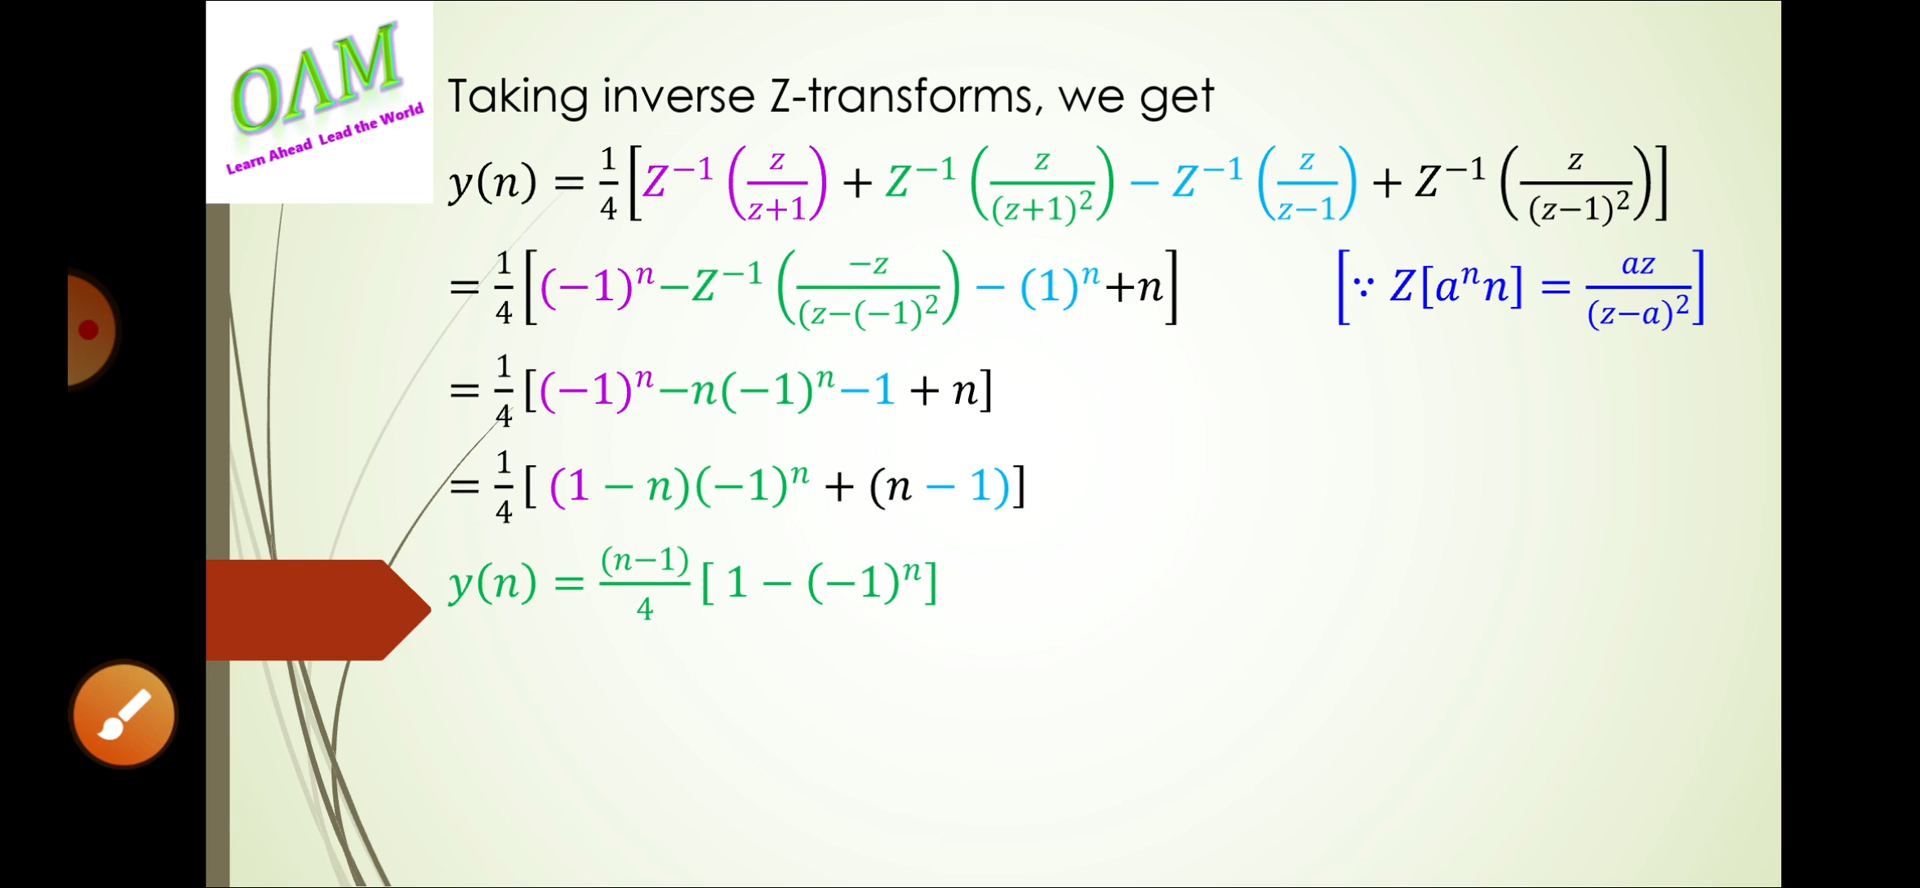 OΛM
Learn Ahead Lead the World
Taking inverse Z-transforms, we get
y(n) = 1/4 [Z⁻¹(z/(z+1)) + Z⁻¹(z/(z+1)²) − Z⁻¹(z/(z−1)) + Z⁻¹(z/(z−1)²)]
= 1/4 [(−1)ⁿ−Z⁻¹(−z/(z−(−1)²) − (1)ⁿ+n] [∵ Z[aⁿn] = az/(z−a)²]
= 1/4 [(−1)ⁿ−n(−1)ⁿ−1 + n]
= 1/4 [ (1 − n)(−1)ⁿ + (n − 1)]
y(n) = (n−1)/4 [ 1 − (−1)ⁿ]